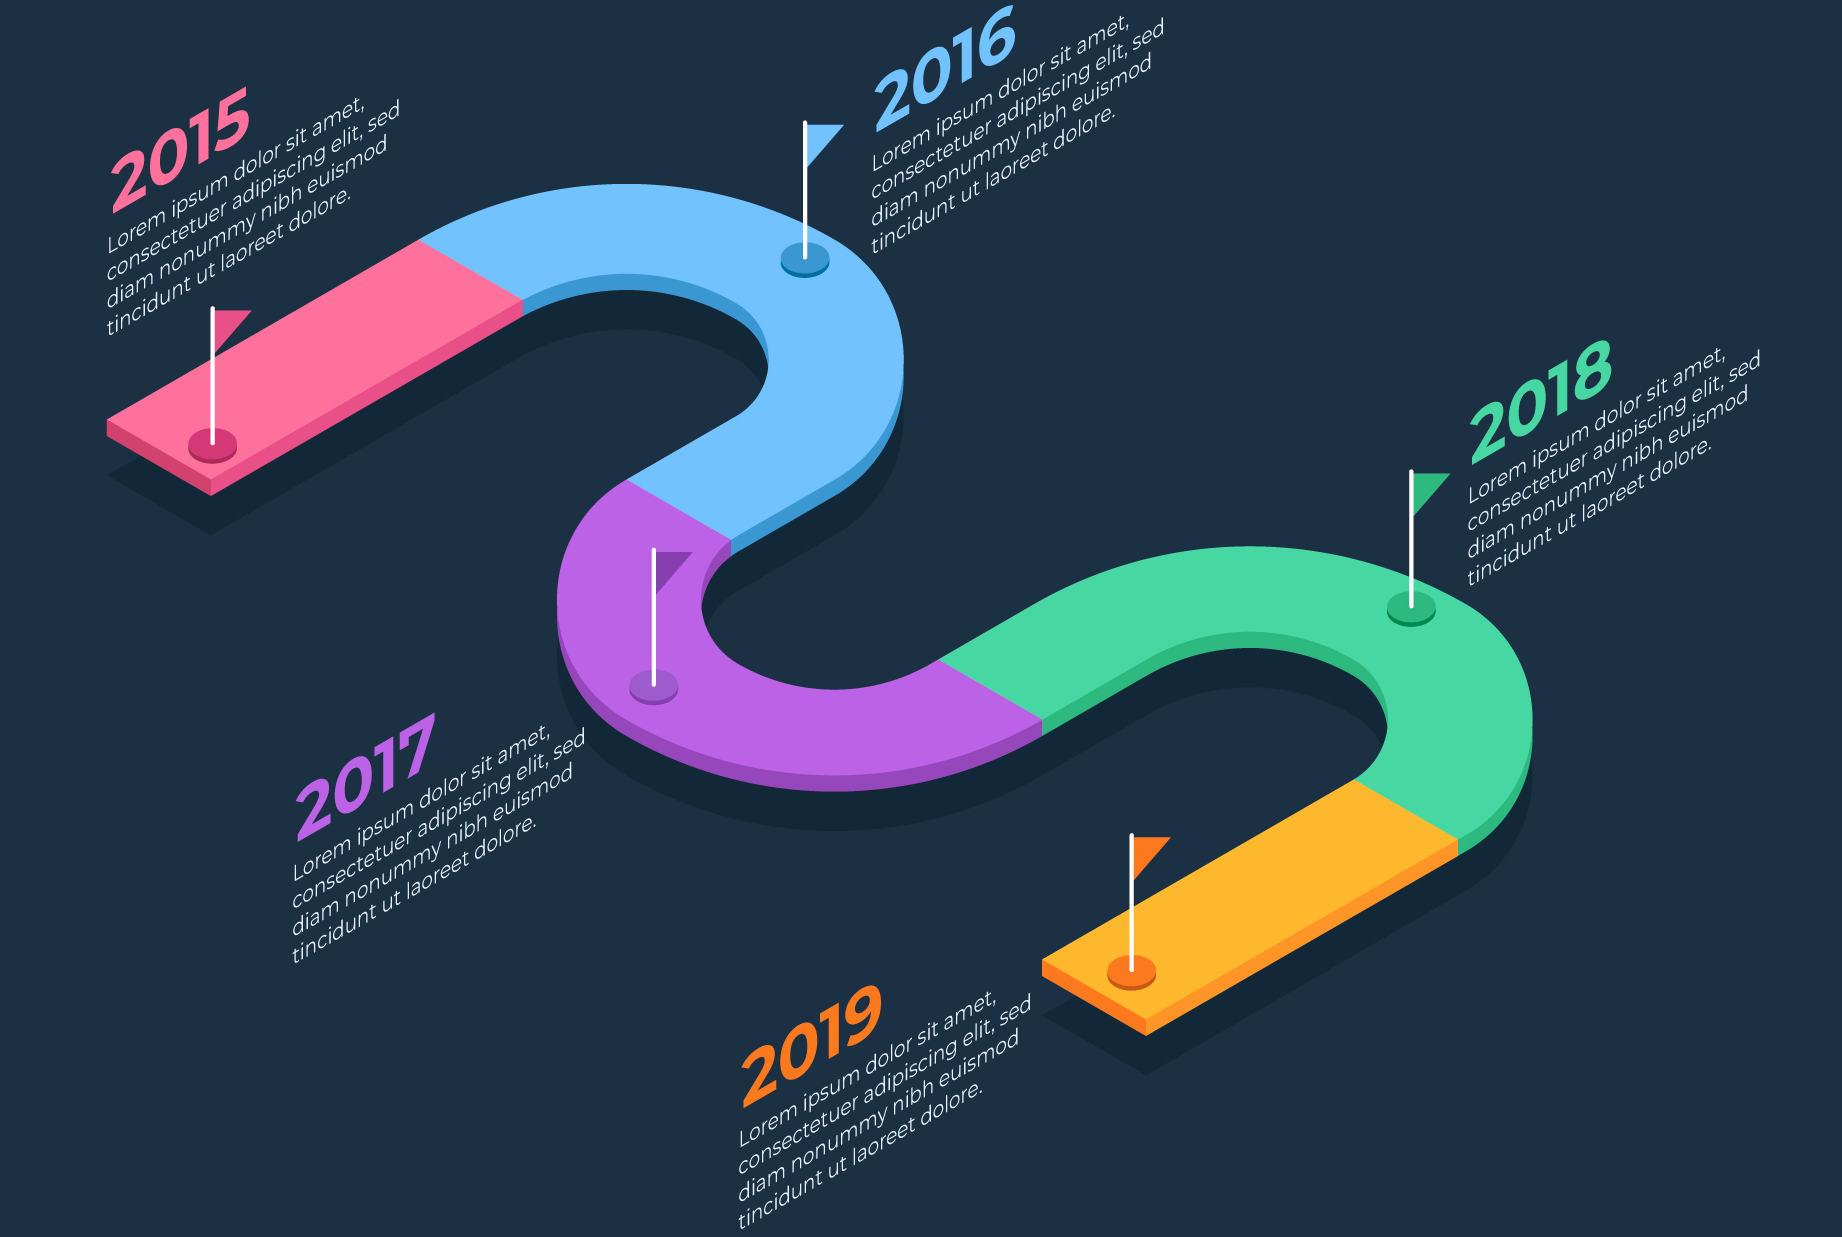 2015
Lorem ipsum dolor sit amet,
consectetuer adipiscing elit, sed
diam nonummy nibh euismod
tincidunt ut laoreet dolore.
2016
Lorem ipsum dolor sit amet,
consectetuer adipiscing elit, sed
diam nonummy nibh euismod
tincidunt ut laoreet dolore.
2017
Lorem ipsum dolor sit amet,
consectetuer adipiscing elit, sed
diam nonummy nibh euismod
tincidunt ut laoreet dolore.
2018
Lorem ipsum dolor sit amet,
consectetuer adipiscing elit, sed
diam nonummy nibh euismod
tincidunt ut laoreet dolore.
2019
Lorem ipsum dolor sit amet,
consectetuer adipiscing elit, sed
diam nonummy nibh euismod
tincidunt ut laoreet dolore.